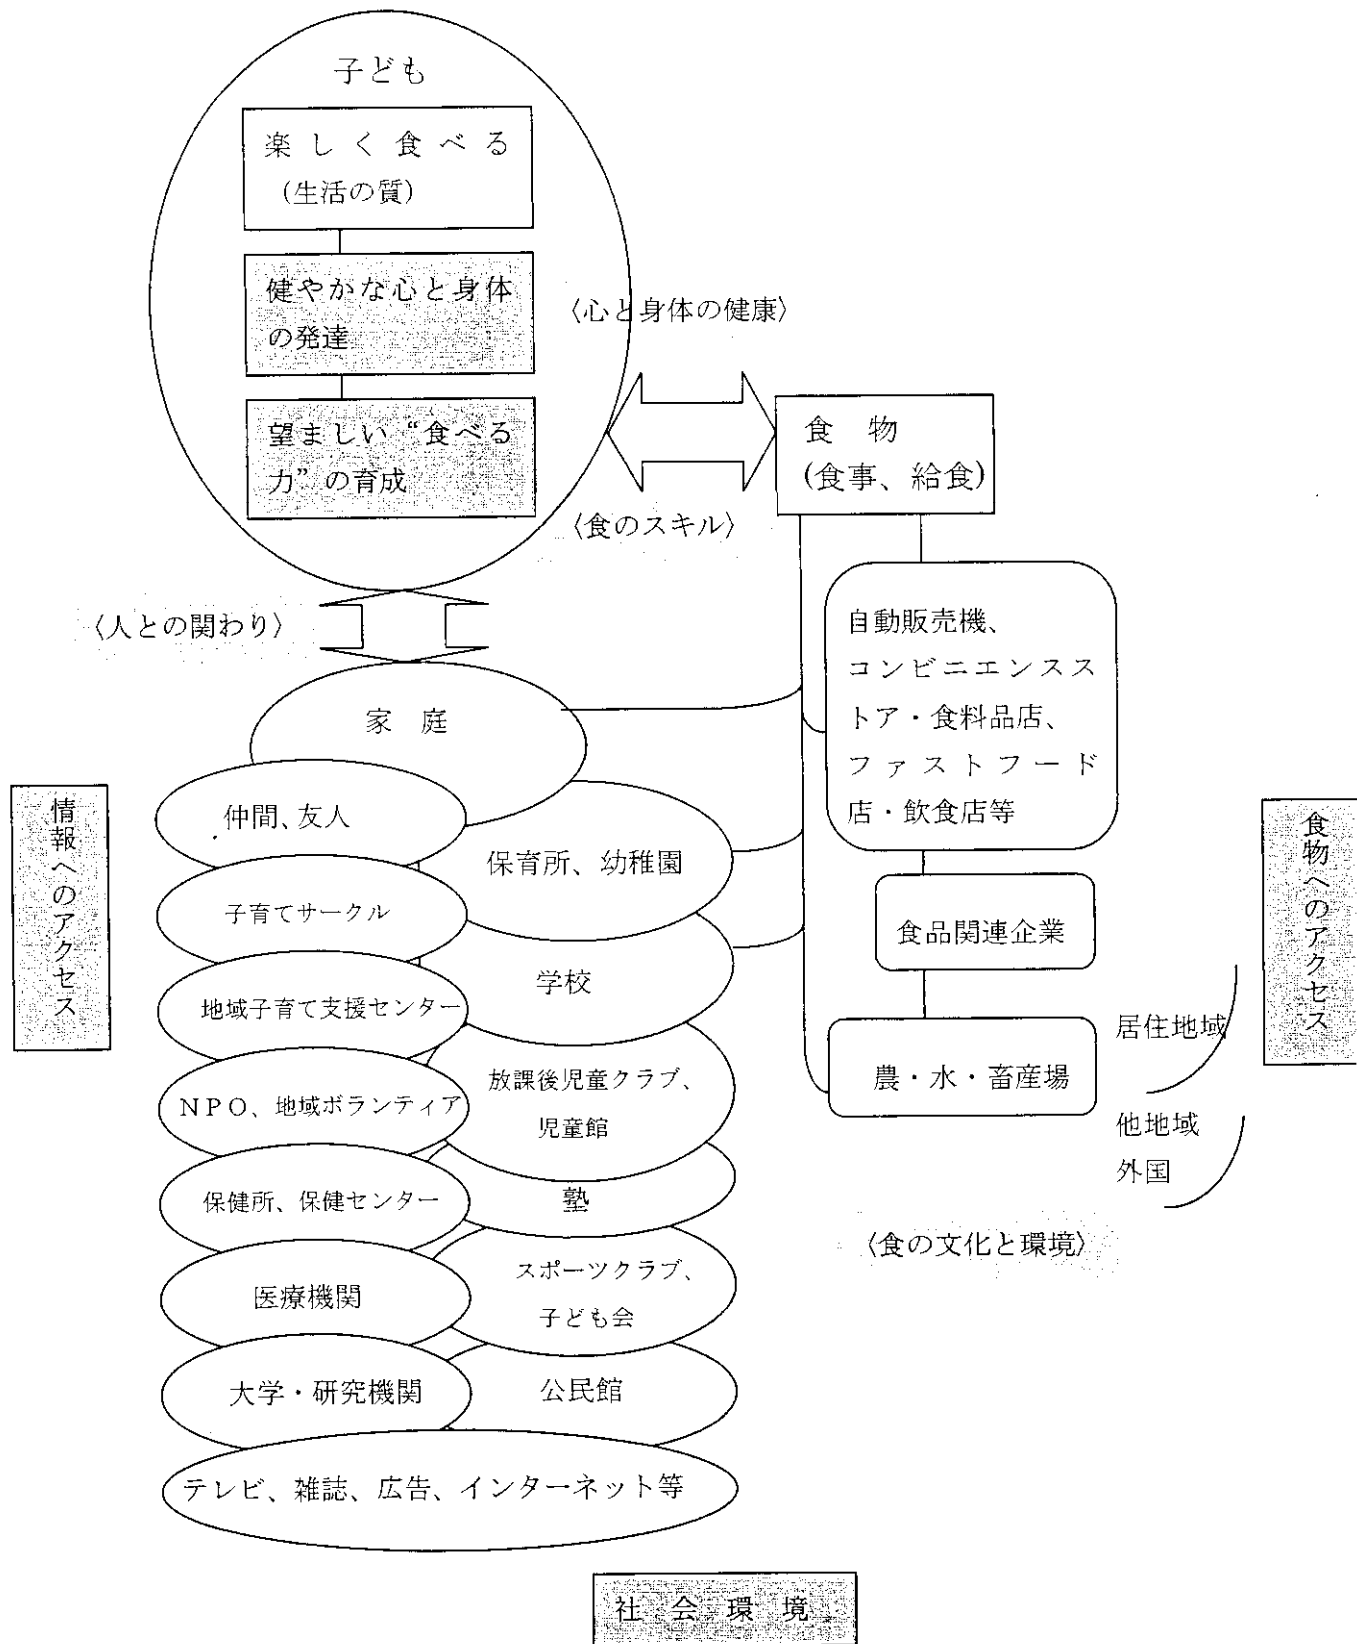 子ども
楽しく食べる
（生活の質）
健やかな心と身体
の発達
望ましい“食べる
力”の育成
〈心と身体の健康〉
〈食のスキル〉
食物
(食事、給食)
〈人との関わり〉
自動販売機、
コンビニエンスス
トア・食料品店、
ファストフード
店・飲食店等
食品関連企業
農・水・畜産場
居住地域
他地域
外国
〈食の文化と環境〉
食物へのアクセス
情報へのアクセス
家庭
仲間、友人
保育所、幼稚園
子育てサークル
学校
地域子育て支援センター
放課後児童クラブ、
児童館
ＮＰＯ、地域ボランティア
塾
保健所、保健センター
スポーツクラブ、
子ども会
医療機関
公民館
大学・研究機関
テレビ、雑誌、広告、インターネット等
社会環境